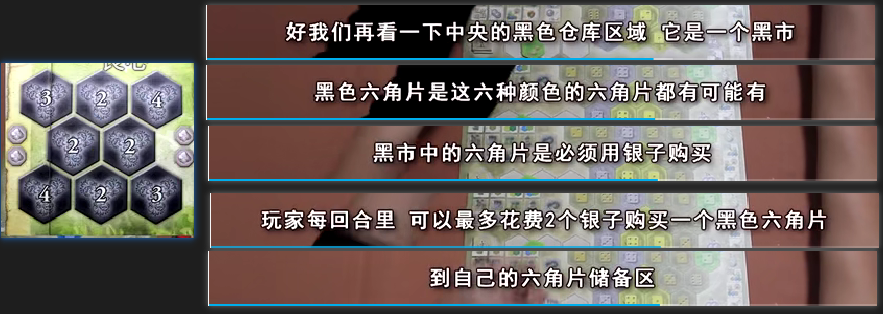 3 2 4
2 2
4 2 3
好我们再看一下中央的黑色仓库区域 它是一个黑市
黑色六角片是这六种颜色的六角片都有可能有
黑市中的六角片是必须用银子购买
玩家每回合里 可以最多花费2个银子购买一个黑色六角片
到自己的六角片储备区